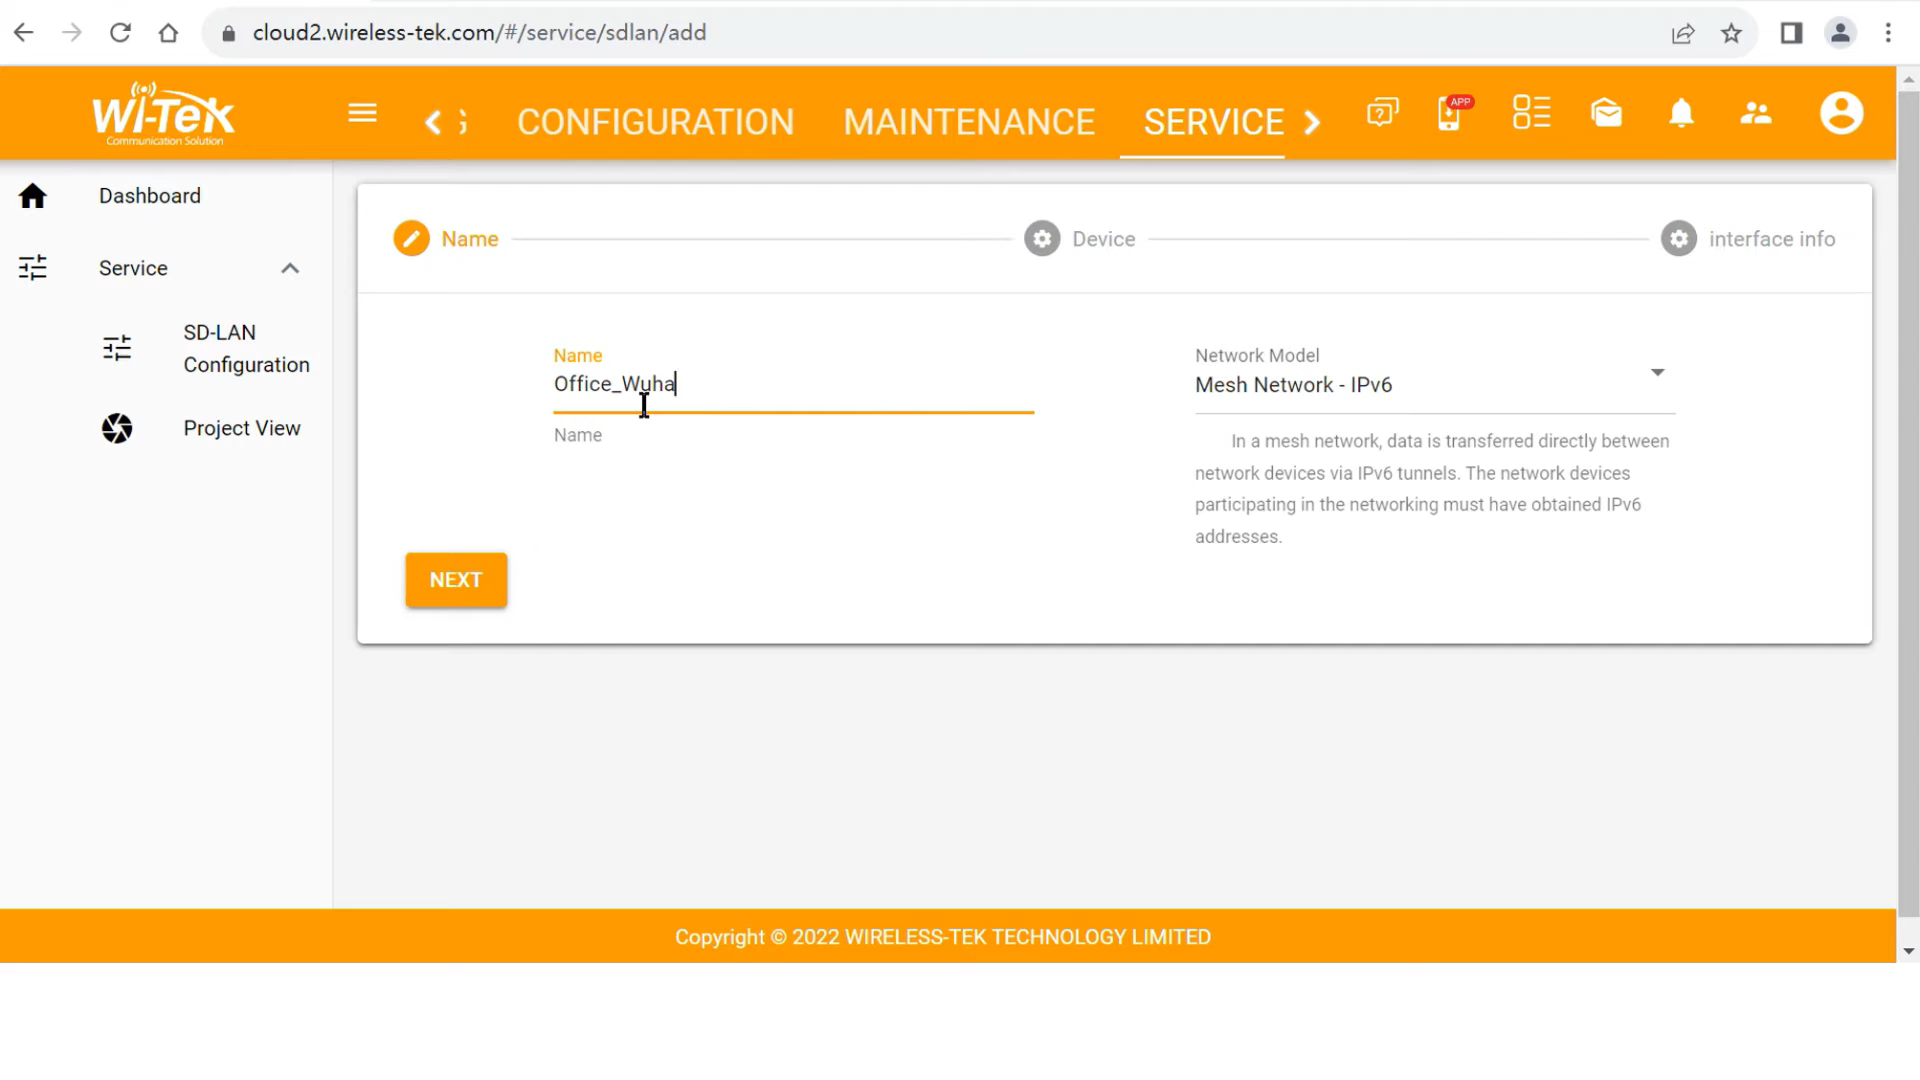 cloud2.wireless-tek.com/#/service/sdlan/add
Wi-Tek
Communication Solution
CONFIGURATION
MAINTENANCE
SERVICE
APP
Dashboard
Service
SD-LAN
Configuration
Project View
Name
Device
interface info
Name
Office_Wuha
Name
Network Model
Mesh Network - IPv6
In a mesh network, data is transferred directly between
network devices via IPv6 tunnels. The network devices
participating in the networking must have obtained IPv6
addresses.
NEXT
Copyright © 2022 WIRELESS-TEK TECHNOLOGY LIMITED